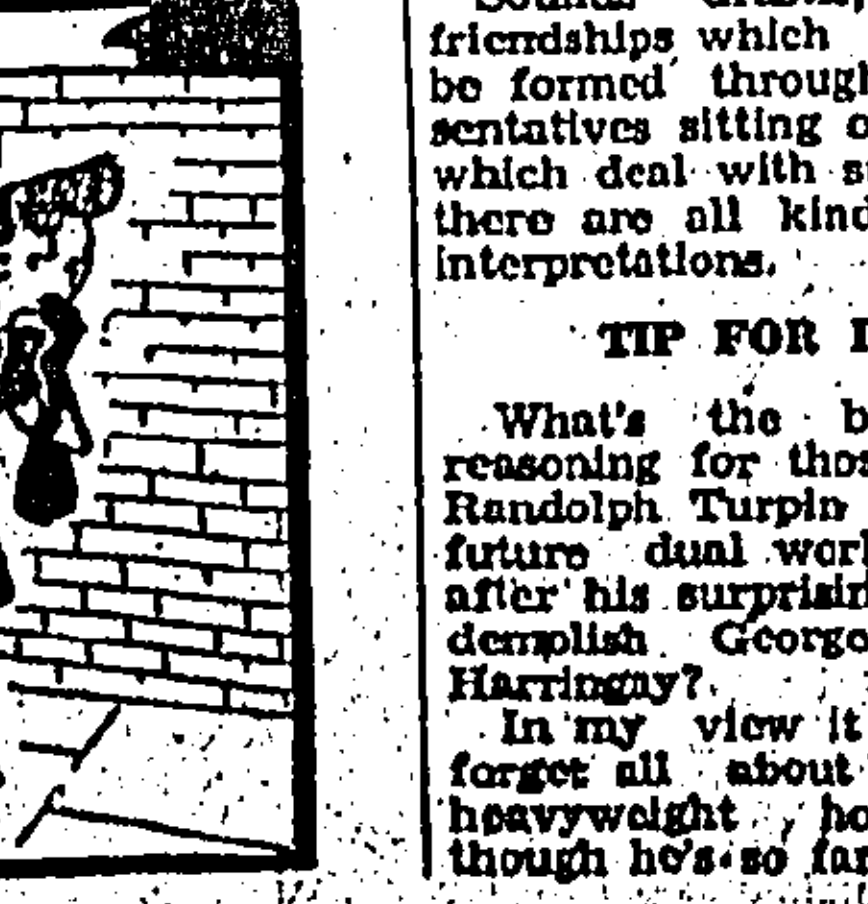 friendships which
be formed through
sentatives sitting
which deal with
there are all kind
interpretations.
TIP FOR
What's the b
reasoning for thos
Randolph Turpin
future dual worl
after his surprisin
demolish George
Harringay?
In my view it
forget all about
heavyweight ho
though he's so far